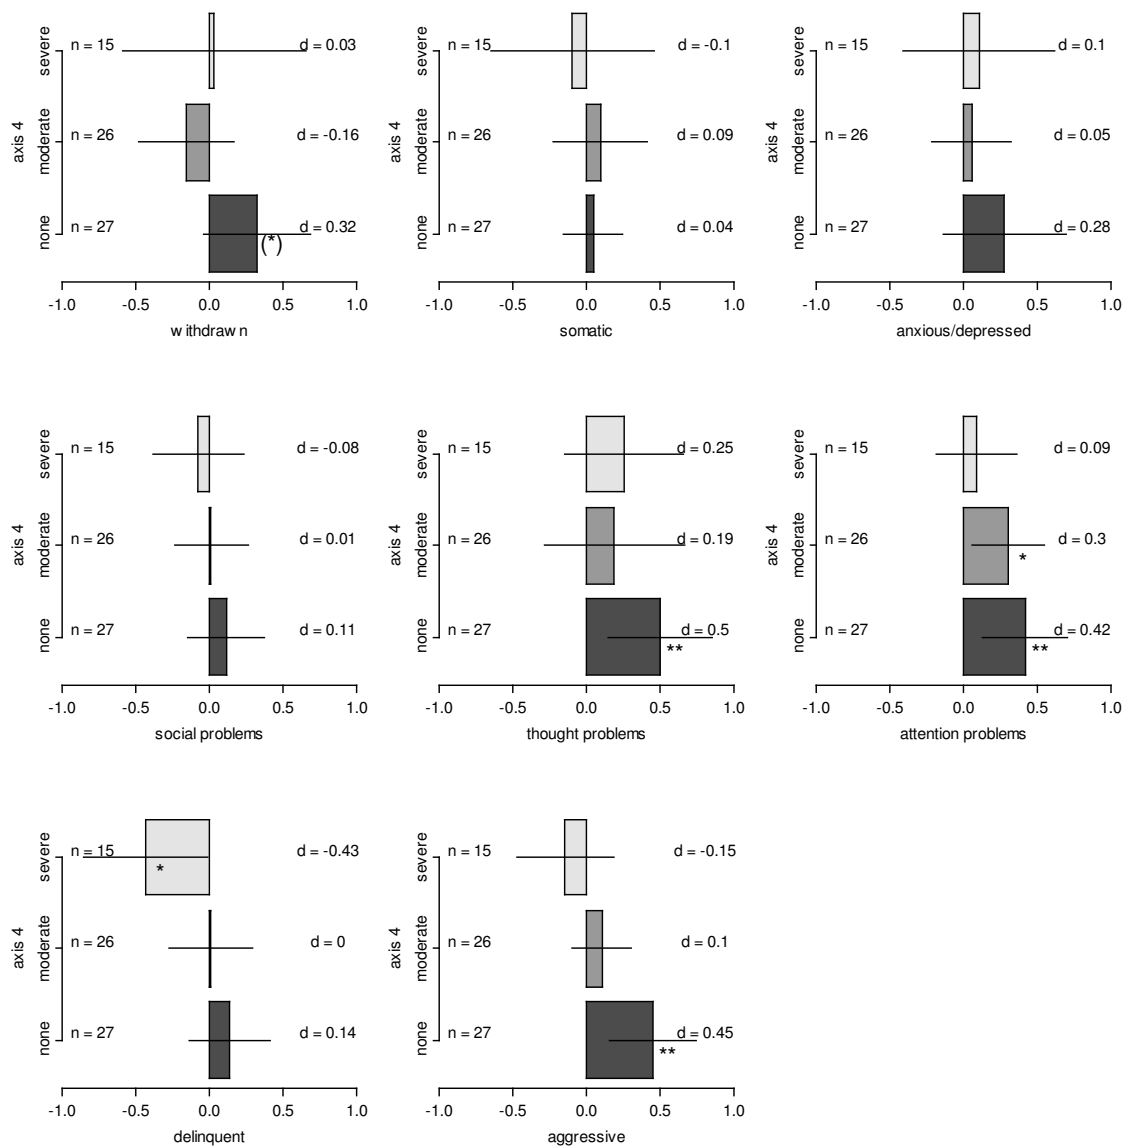 severe n = 15 d = 0.03
axis 4 moderate n = 26 d = -0.16
none n = 27 d = 0.32
(*)
-1.0 -0.5 0.0 0.5 1.0
withdrawn
severe n = 15 d = -0.1
axis 4 moderate n = 26 d = 0.09
none n = 27 d = 0.04
-1.0 -0.5 0.0 0.5 1.0
somatic
severe n = 15 d = 0.1
axis 4 moderate n = 26 d = 0.05
none n = 27 d = 0.28
-1.0 -0.5 0.0 0.5 1.0
anxious/depressed
severe n = 15 d = -0.08
axis 4 moderate n = 26 d = 0.01
none n = 27 d = 0.11
-1.0 -0.5 0.0 0.5 1.0
social problems
severe n = 15 d = 0.25
axis 4 moderate n = 26 d = 0.19
none n = 27 d = 0.5
**
-1.0 -0.5 0.0 0.5 1.0
thought problems
severe n = 15 d = 0.09
axis 4 moderate n = 26 d = 0.3
*
none n = 27 d = 0.42
**
-1.0 -0.5 0.0 0.5 1.0
attention problems
severe n = 15 d = -0.43
*
axis 4 moderate n = 26 d = 0
none n = 27 d = 0.14
-1.0 -0.5 0.0 0.5 1.0
delinquent
severe n = 15 d = -0.15
axis 4 moderate n = 26 d = 0.1
none n = 27 d = 0.45
**
-1.0 -0.5 0.0 0.5 1.0
aggressive